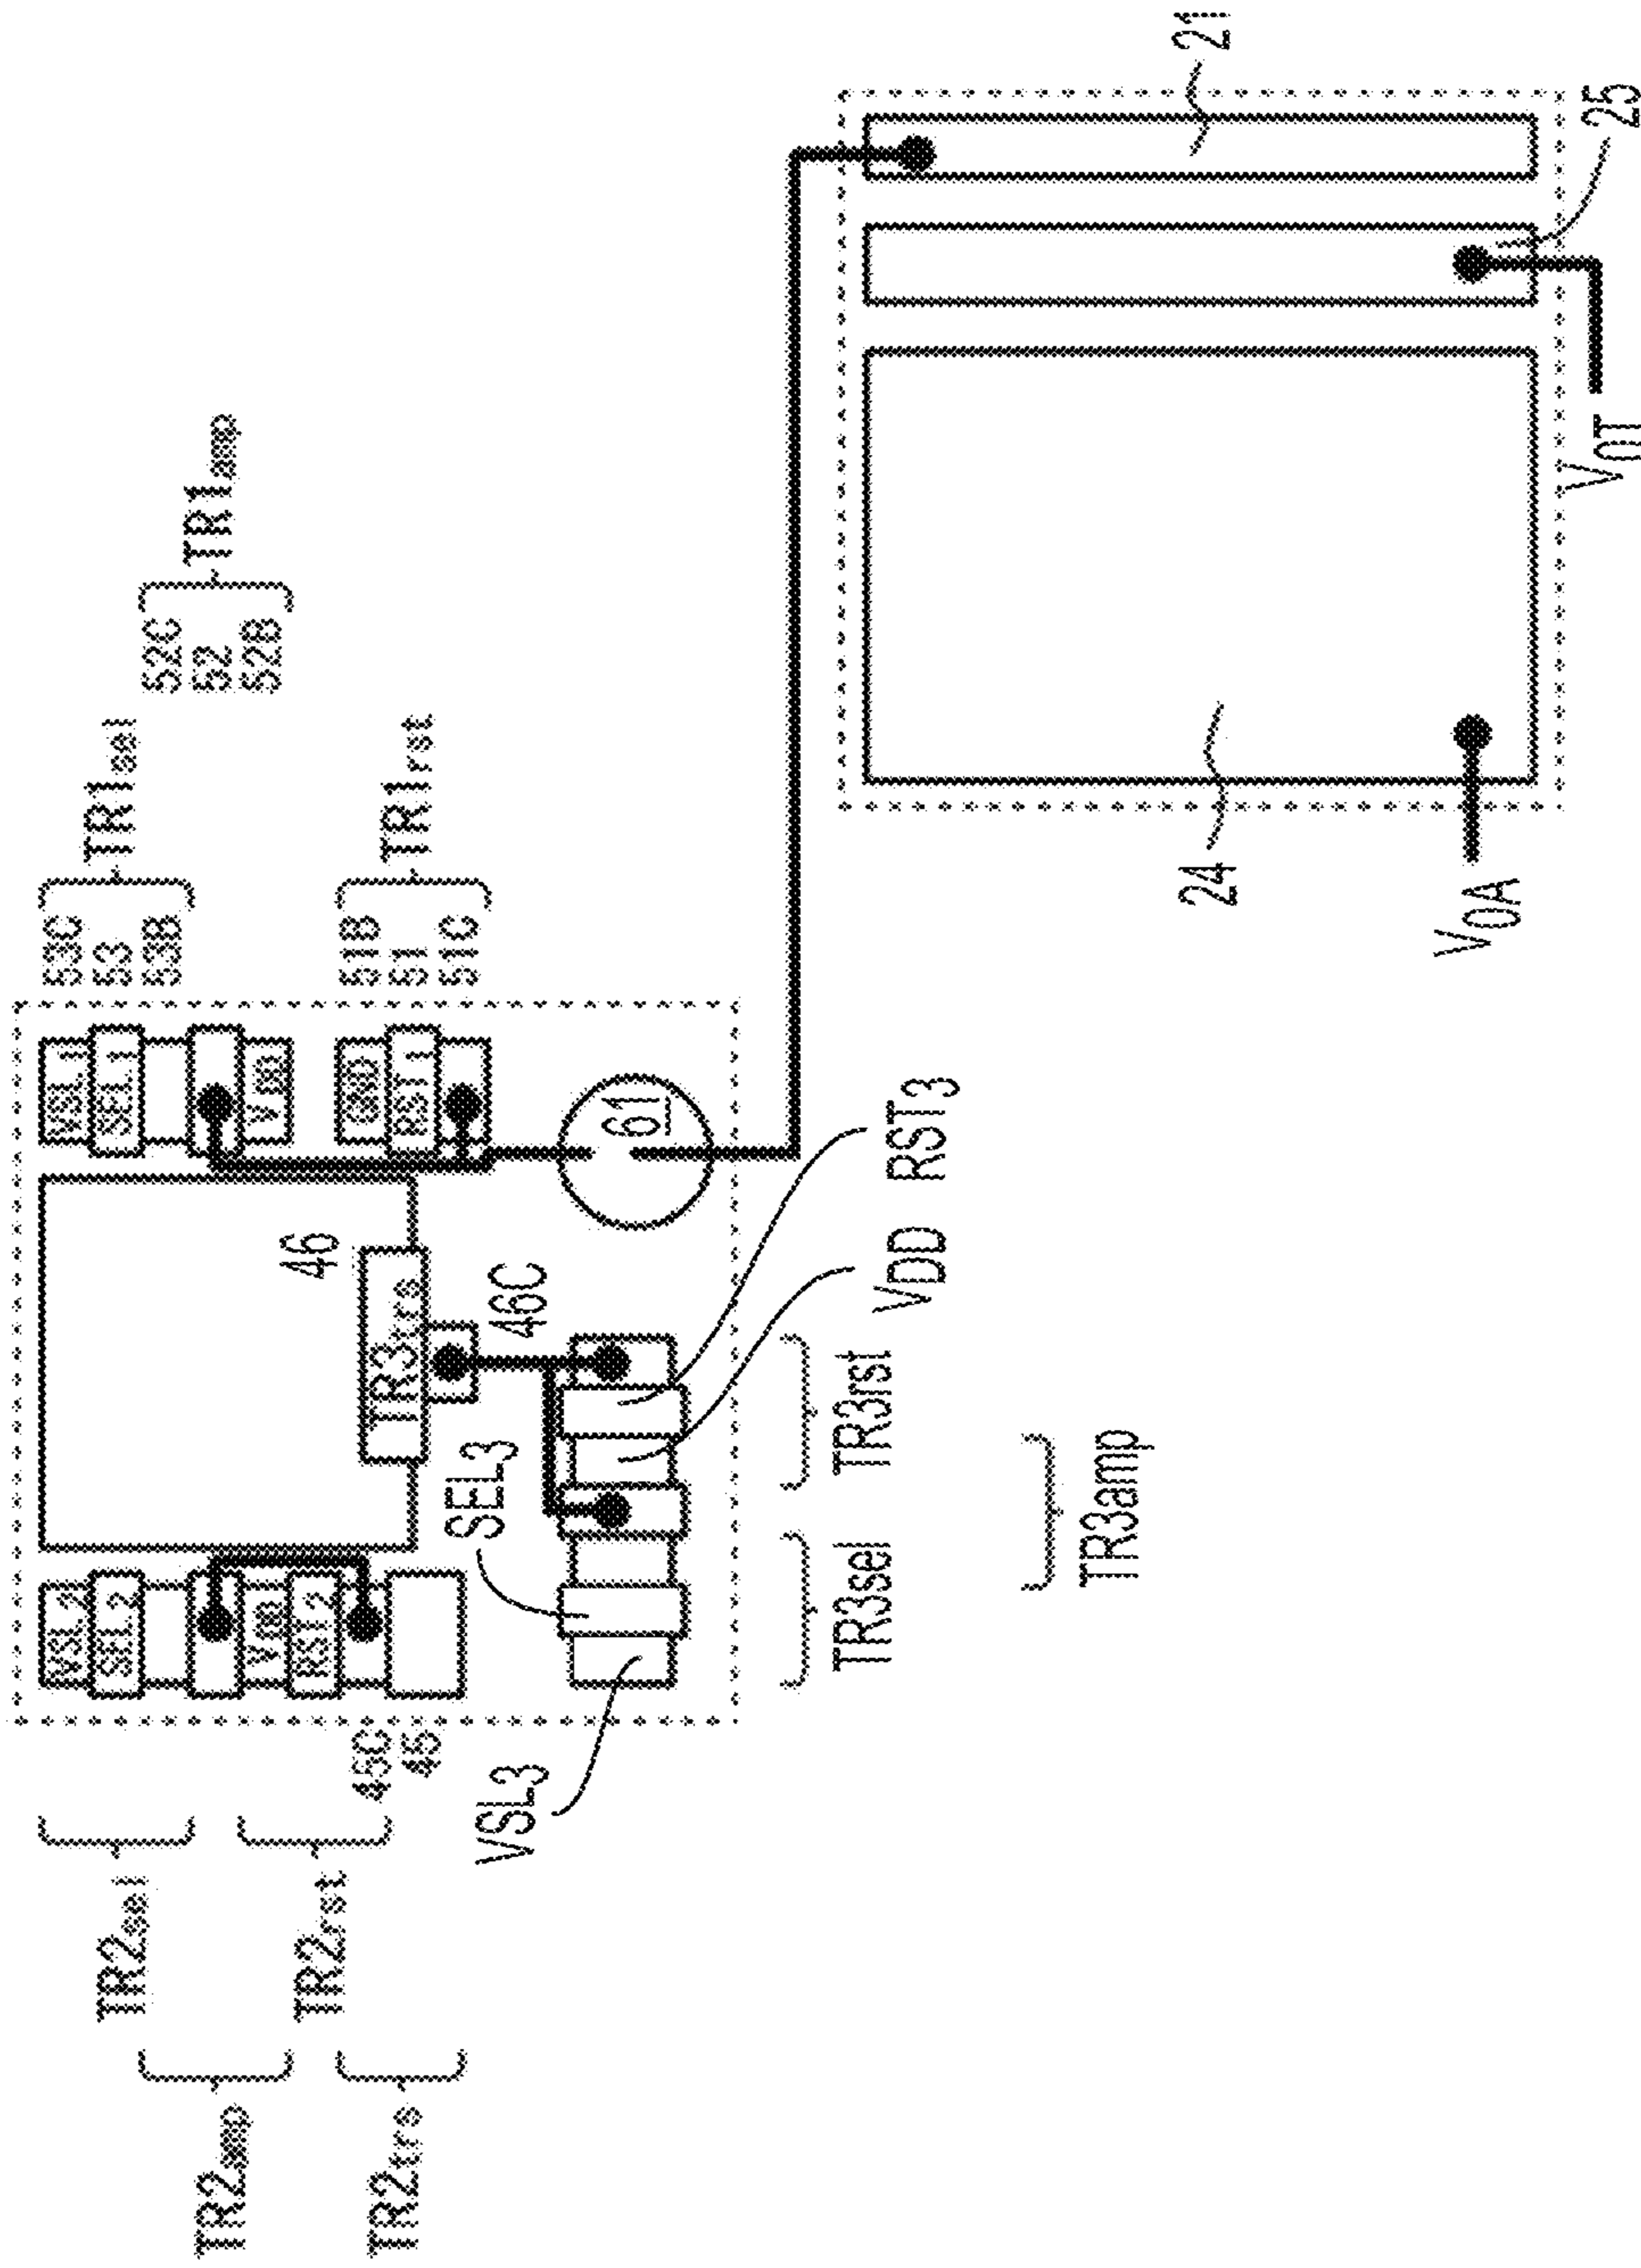 TR2amp
TR2trs
TR2sel
TR2rst
45C
45
VSL2
SEL2
VDD
RST2
VSL3
SEL3
46
TR3trs
46C
VSL1
SEL1
VDD
GND
RST1
61
53C
53
53B
TR1sel
51B
51
51C
TR1rst
52C
52
52B
TR1amp
TR3sel
TR3rst
TR3amp
VDD
RST3
24
VOA
VOT
21
25